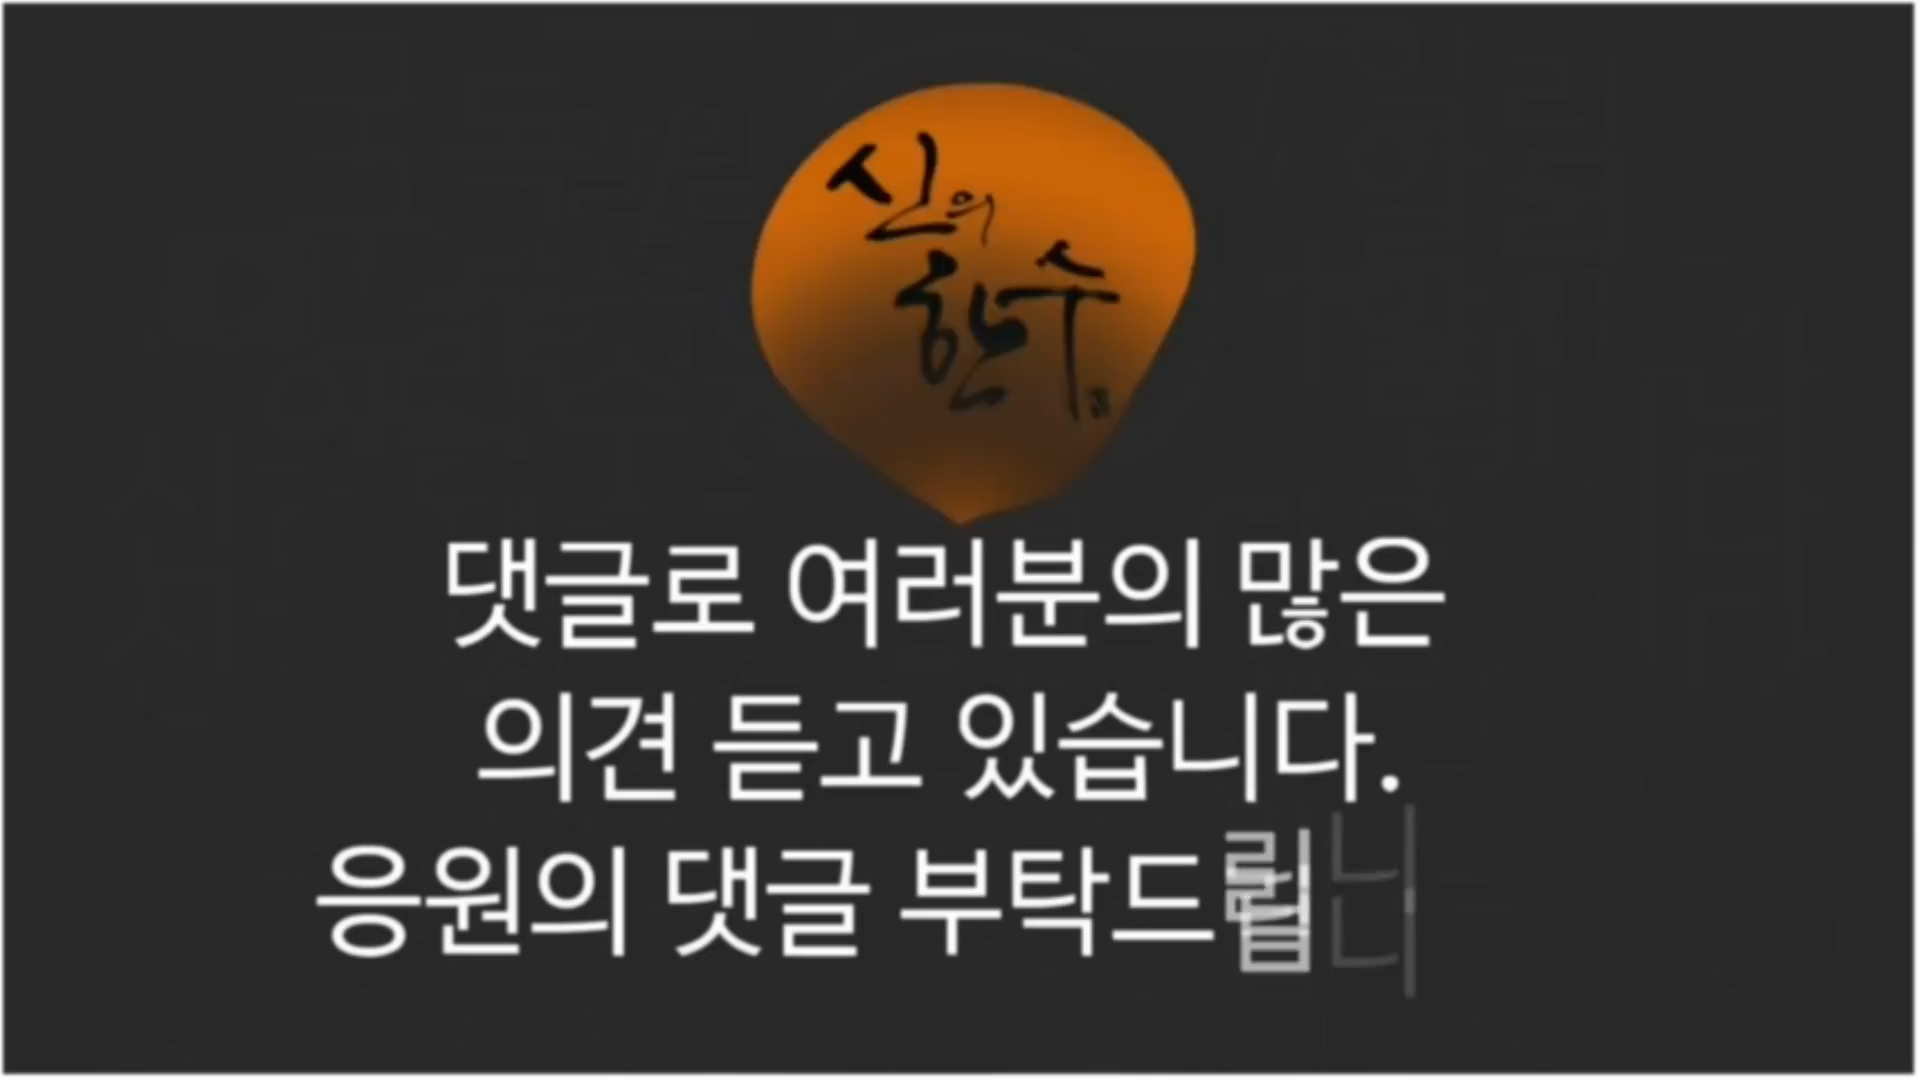 신의
한수
댓글로 여러분의 많은
의견 듣고 있습니다.
응원의 댓글 부탁드립니